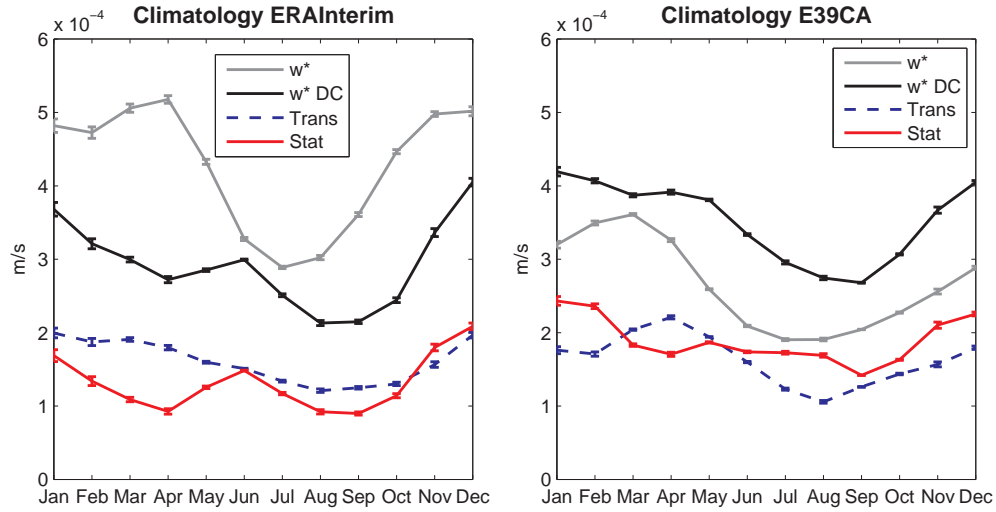 Climatology ERAInterim
x 10⁻⁴
6
5
4
3
2
1
0
m/s
w*
w* DC
Trans
Stat
Jan Feb Mar Apr May Jun Jul Aug Sep Oct Nov Dec
Climatology E39CA
x 10⁻⁴
6
5
4
3
2
1
0
m/s
w*
w* DC
Trans
Stat
Jan Feb Mar Apr May Jun Jul Aug Sep Oct Nov Dec